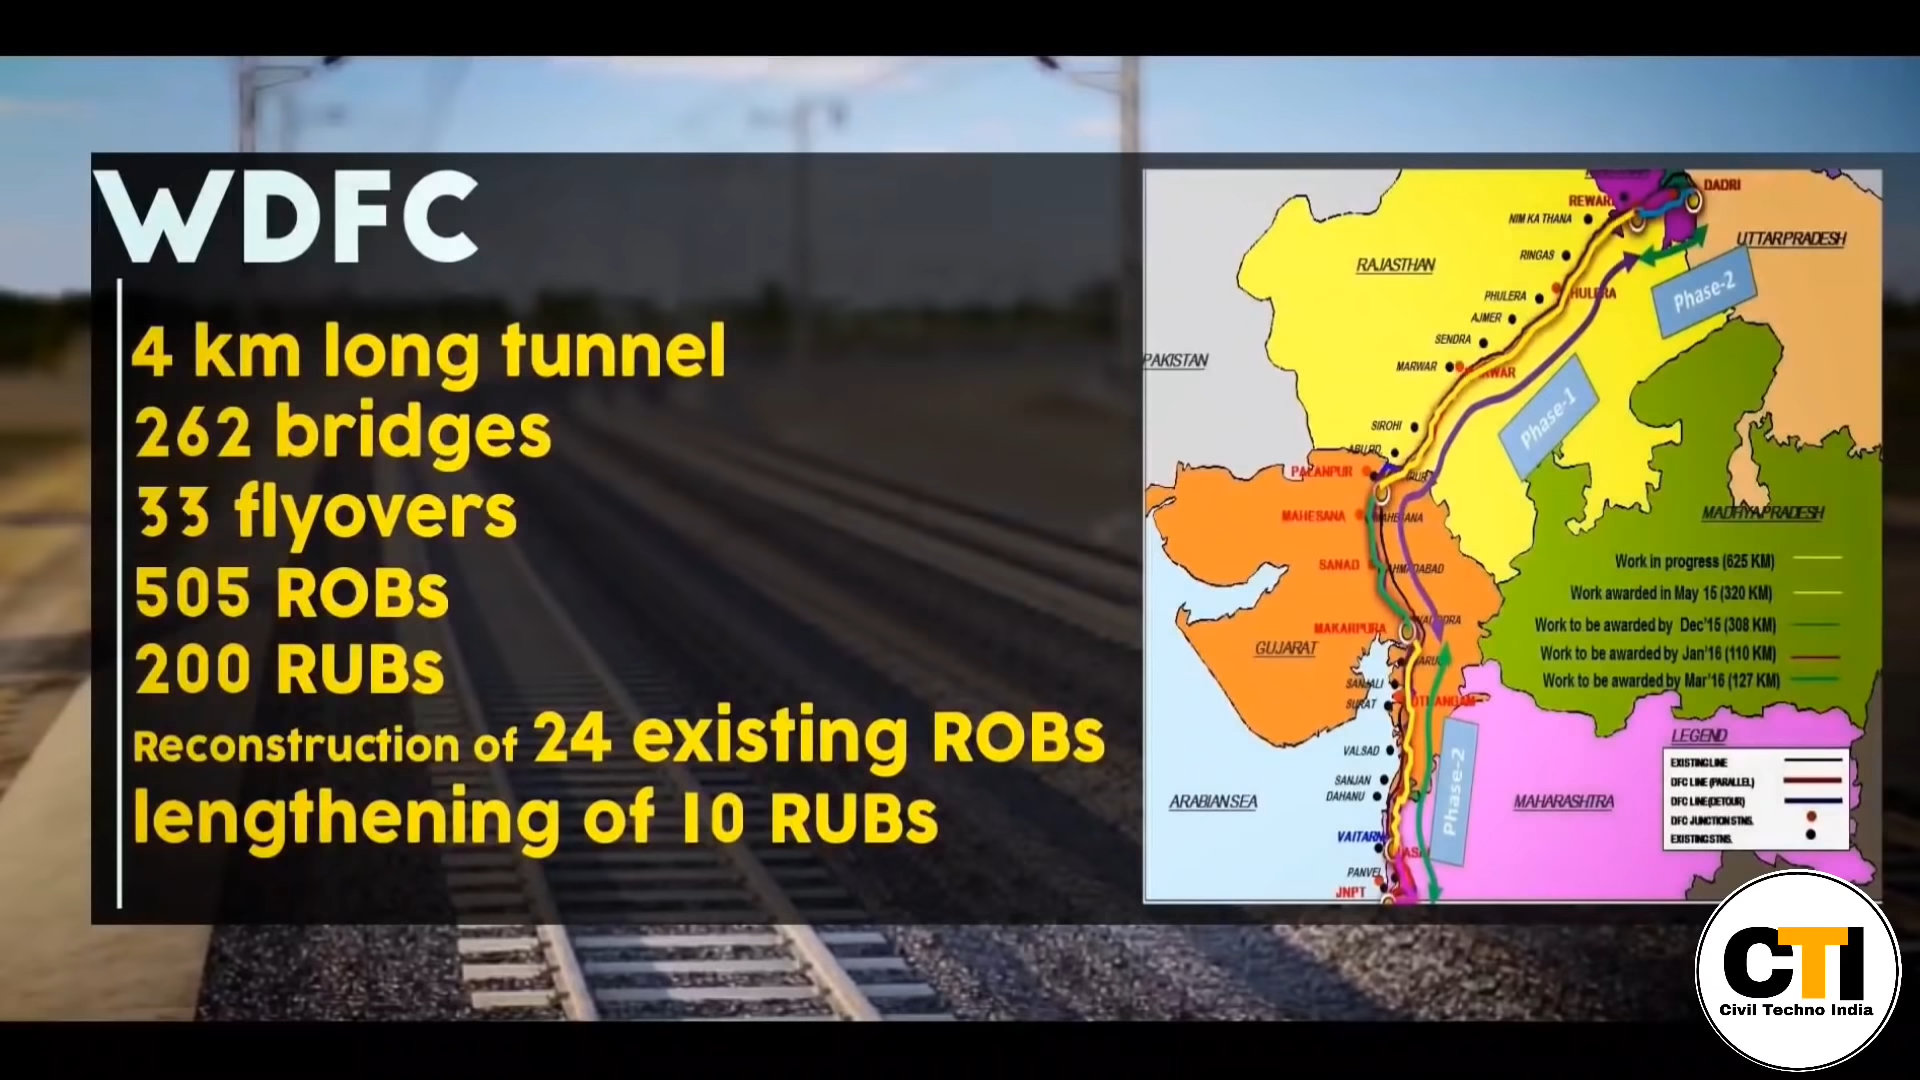 WDFC
4 km long tunnel
262 bridges
33 flyovers
505 ROBs
200 RUBs
Reconstruction of 24 existing ROBs
lengthening of 10 RUBs
DADRI
NIM KA THANA
UTTAR PRADESH
RINGAS
RAJASTHAN
Phase-2
PHULERA
AJMER
SENDRA
PAKISTAN
MARWAR
Phase-1
SIROHI
PALANPUR
MAHESANA
MADHYAPRADESH
SANAD
Work in progress (625 KM)
Work awarded in May 15 (320 KM)
Work to be awarded by Dec'15 (308 KM)
Work to be awarded by Jan'16 (110 KM)
Work to be awarded by Mar'16 (127 KM)
MAKARPURA
GUJARAT
SANJALI
SURAT
VALSAD
SANJAN
DAHANU
ARABIAN SEA
MAHARASHTRA
Phase-2
PANVEL
JNPT
LEGEND
EXISTING LINE
DFC LINE (PARALLEL)
DFC LINE (DETOUR)
DFC JUNCTION STNS.
EXISTING STNS.
CTI
Civil Techno India